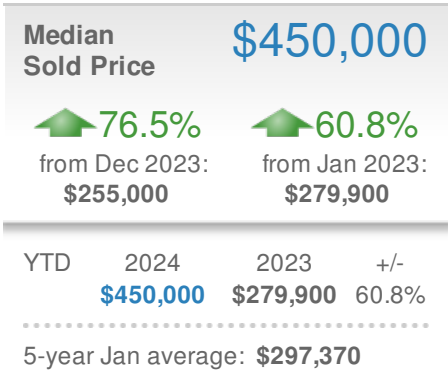 Median
Sold Price
$450,000
76.5%
60.8%
from Dec 2023:
from Jan 2023:
$255,000
$279,900
YTD 2024 2023 +/-
$450,000 $279,900 60.8%
5-year Jan average: $297,370